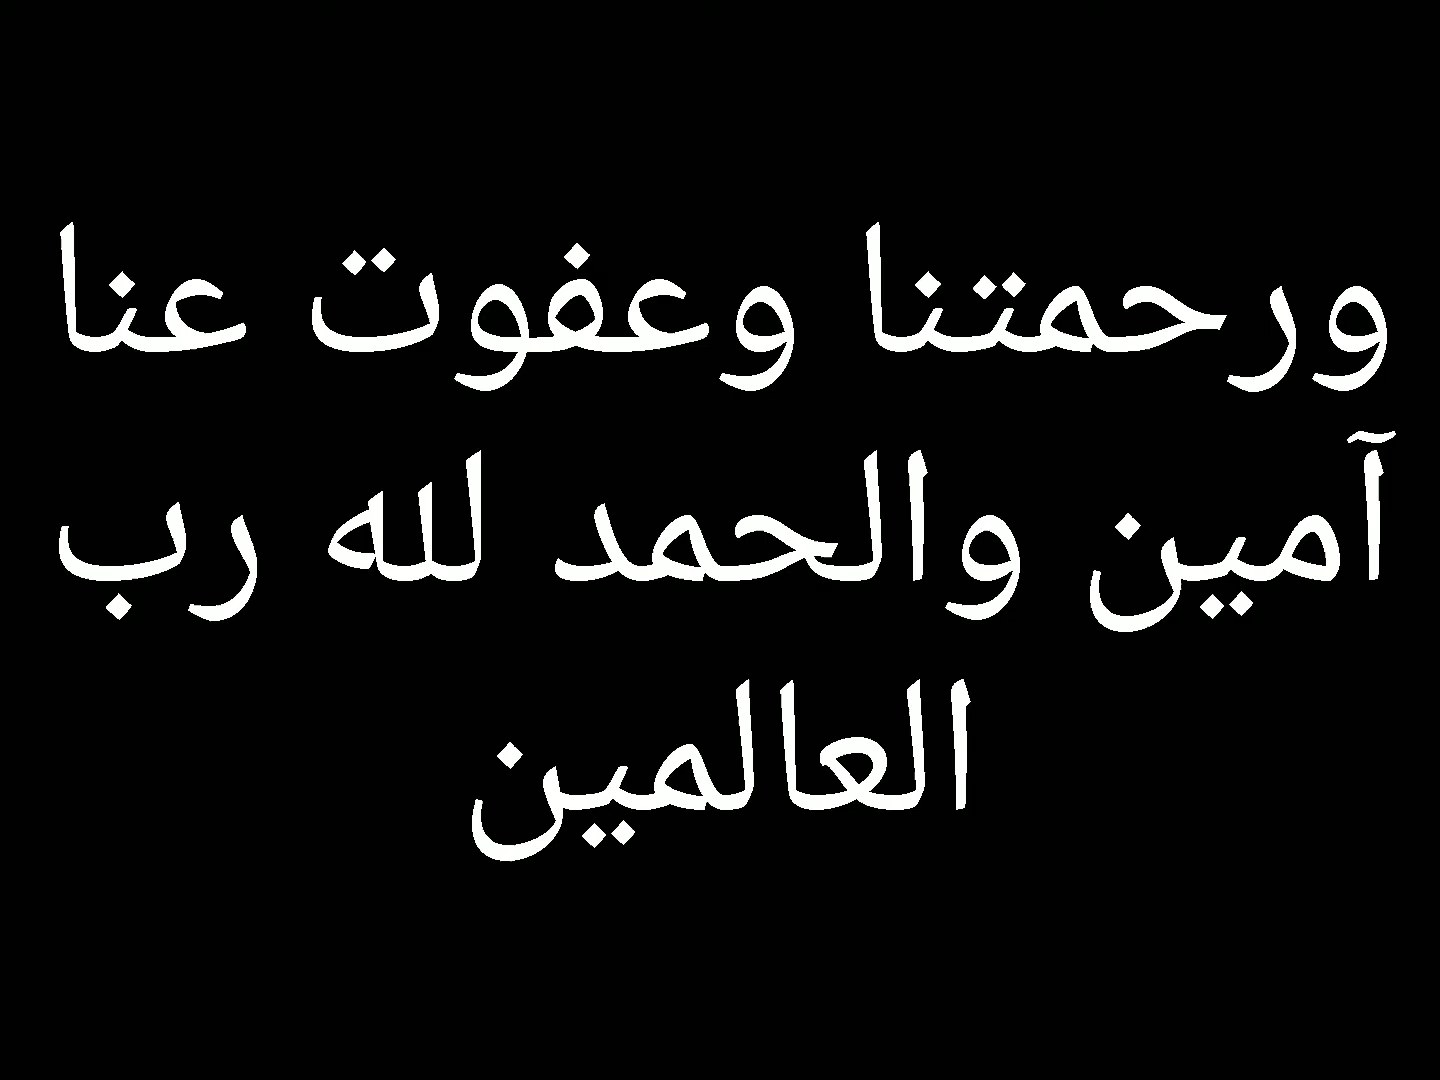 ورحمتنا وعفوت عنا
آمين والحمد لله رب
العالمين